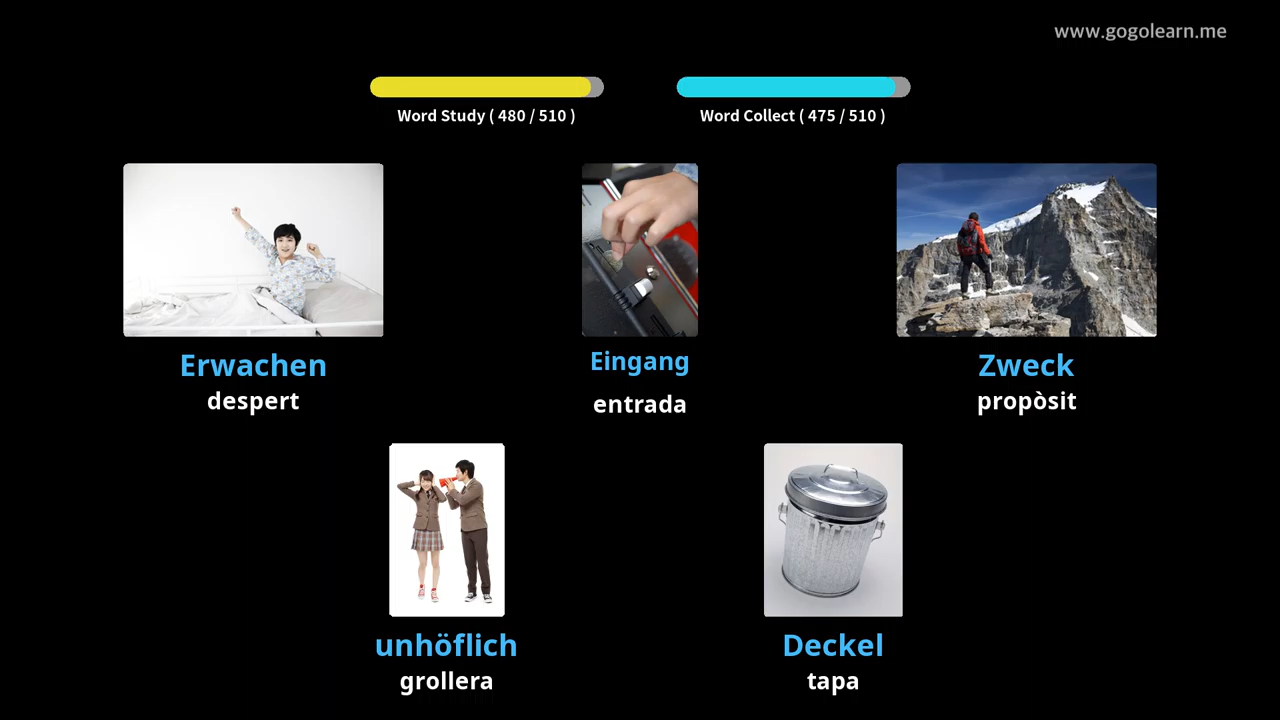 www.gogolearn.me
Word Study ( 480 / 510 )
Word Collect ( 475 / 510 )
Erwachen
despert
Eingang
entrada
Zweck
propòsit
unhöflich
grollera
Deckel
tapa